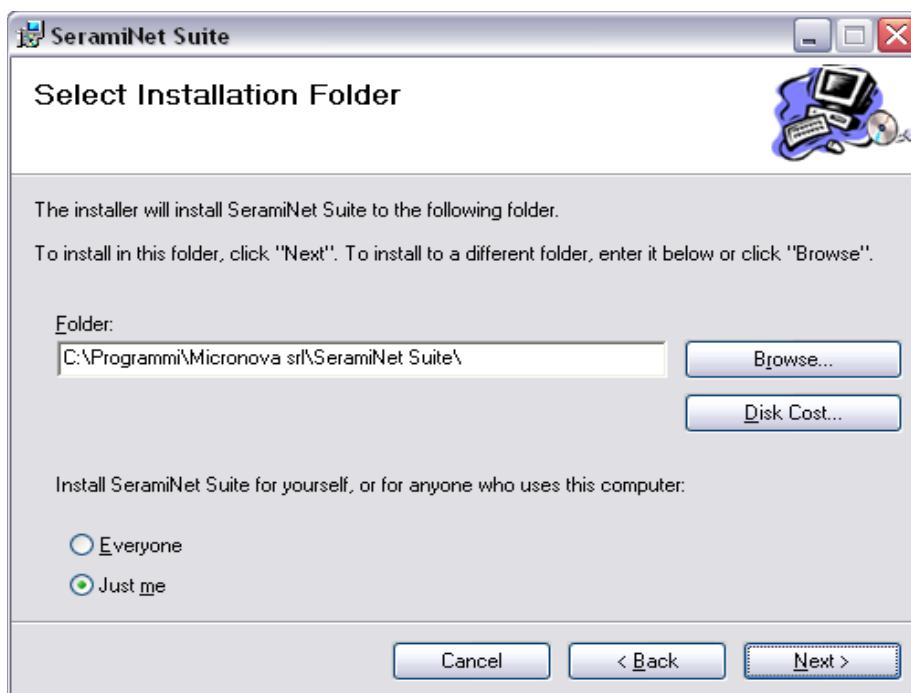 SeramiNet Suite
Select Installation Folder
The installer will install SeramiNet Suite to the following folder.
To install in this folder, click "Next". To install to a different folder, enter it below or click "Browse".
Folder:
C:\Programmi\Micronova srl\SeramiNet Suite\
Browse...
Disk Cost...
Install SeramiNet Suite for yourself, or for anyone who uses this computer:
Everyone
Just me
Cancel
< Back
Next >